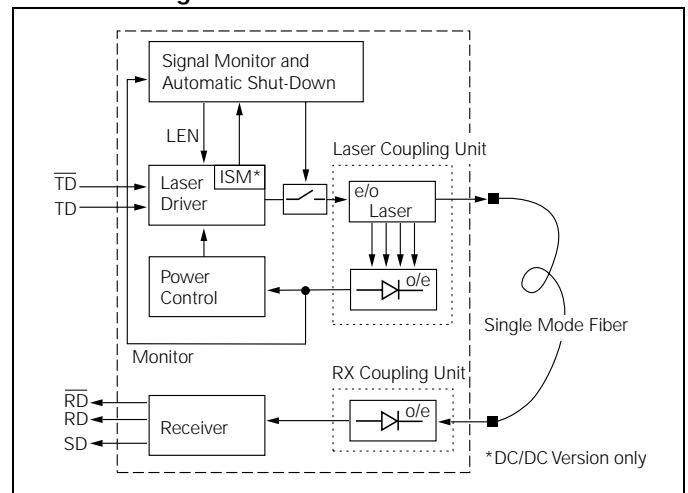 Signal Monitor and
Automatic Shut-Down
LEN
Laser Coupling Unit
TD
TD
Laser
Driver
ISM*
e/o
Laser
Power
Control
o/e
Single Mode Fiber
Monitor
RX Coupling Unit
RD
RD
SD
Receiver
o/e
*DC/DC Version only